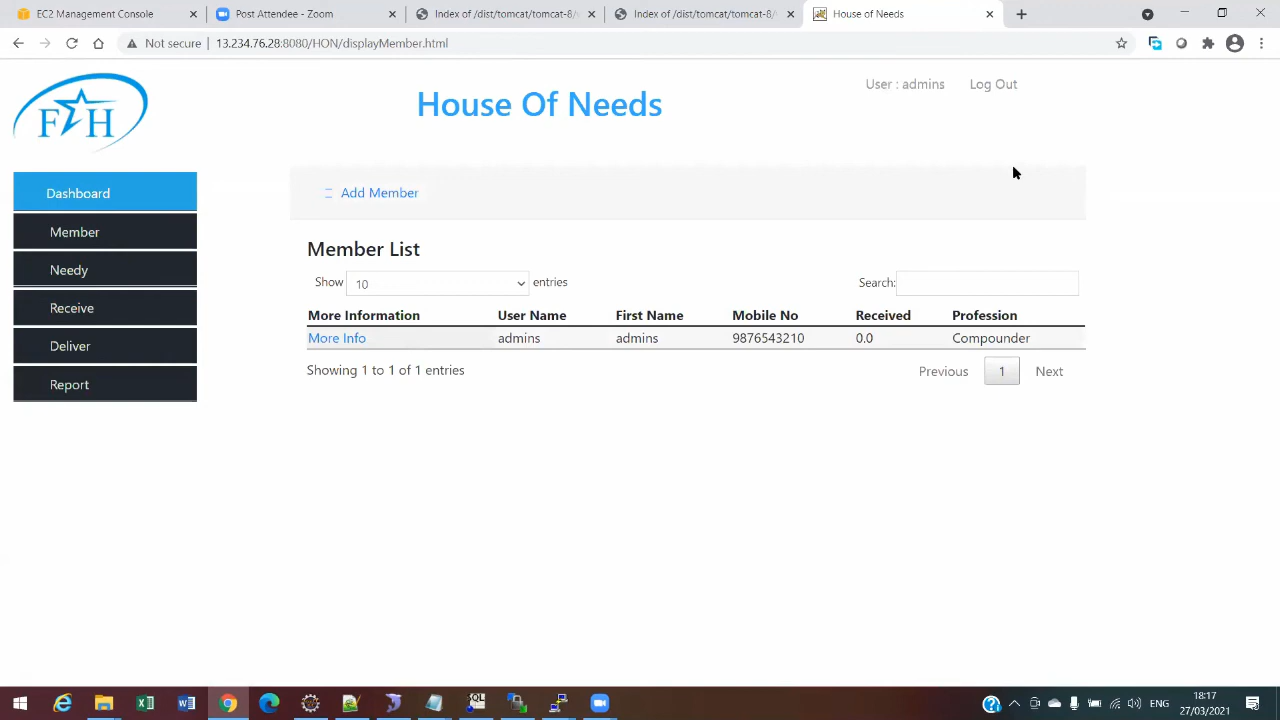 EC2 Management Console
Post Attendee - Zoom
Index of /dist/tomcat/tomcat-8/v
Index of /dist/tomcat/tomcat-8/
House of Needs
Not secure | 13.234.76.28:8080/HON/displayMember.html
F H
House Of Needs
User : admins Log Out
Dashboard
Member
Needy
Receive
Deliver
Report
Add Member
Member List
Show 10 entries
Search:
More Information User Name First Name Mobile No Received Profession
More Info admins admins 9876543210 0.0 Compounder
Showing 1 to 1 of 1 entries
Previous 1 Next
ENG
18:17
27/03/2021